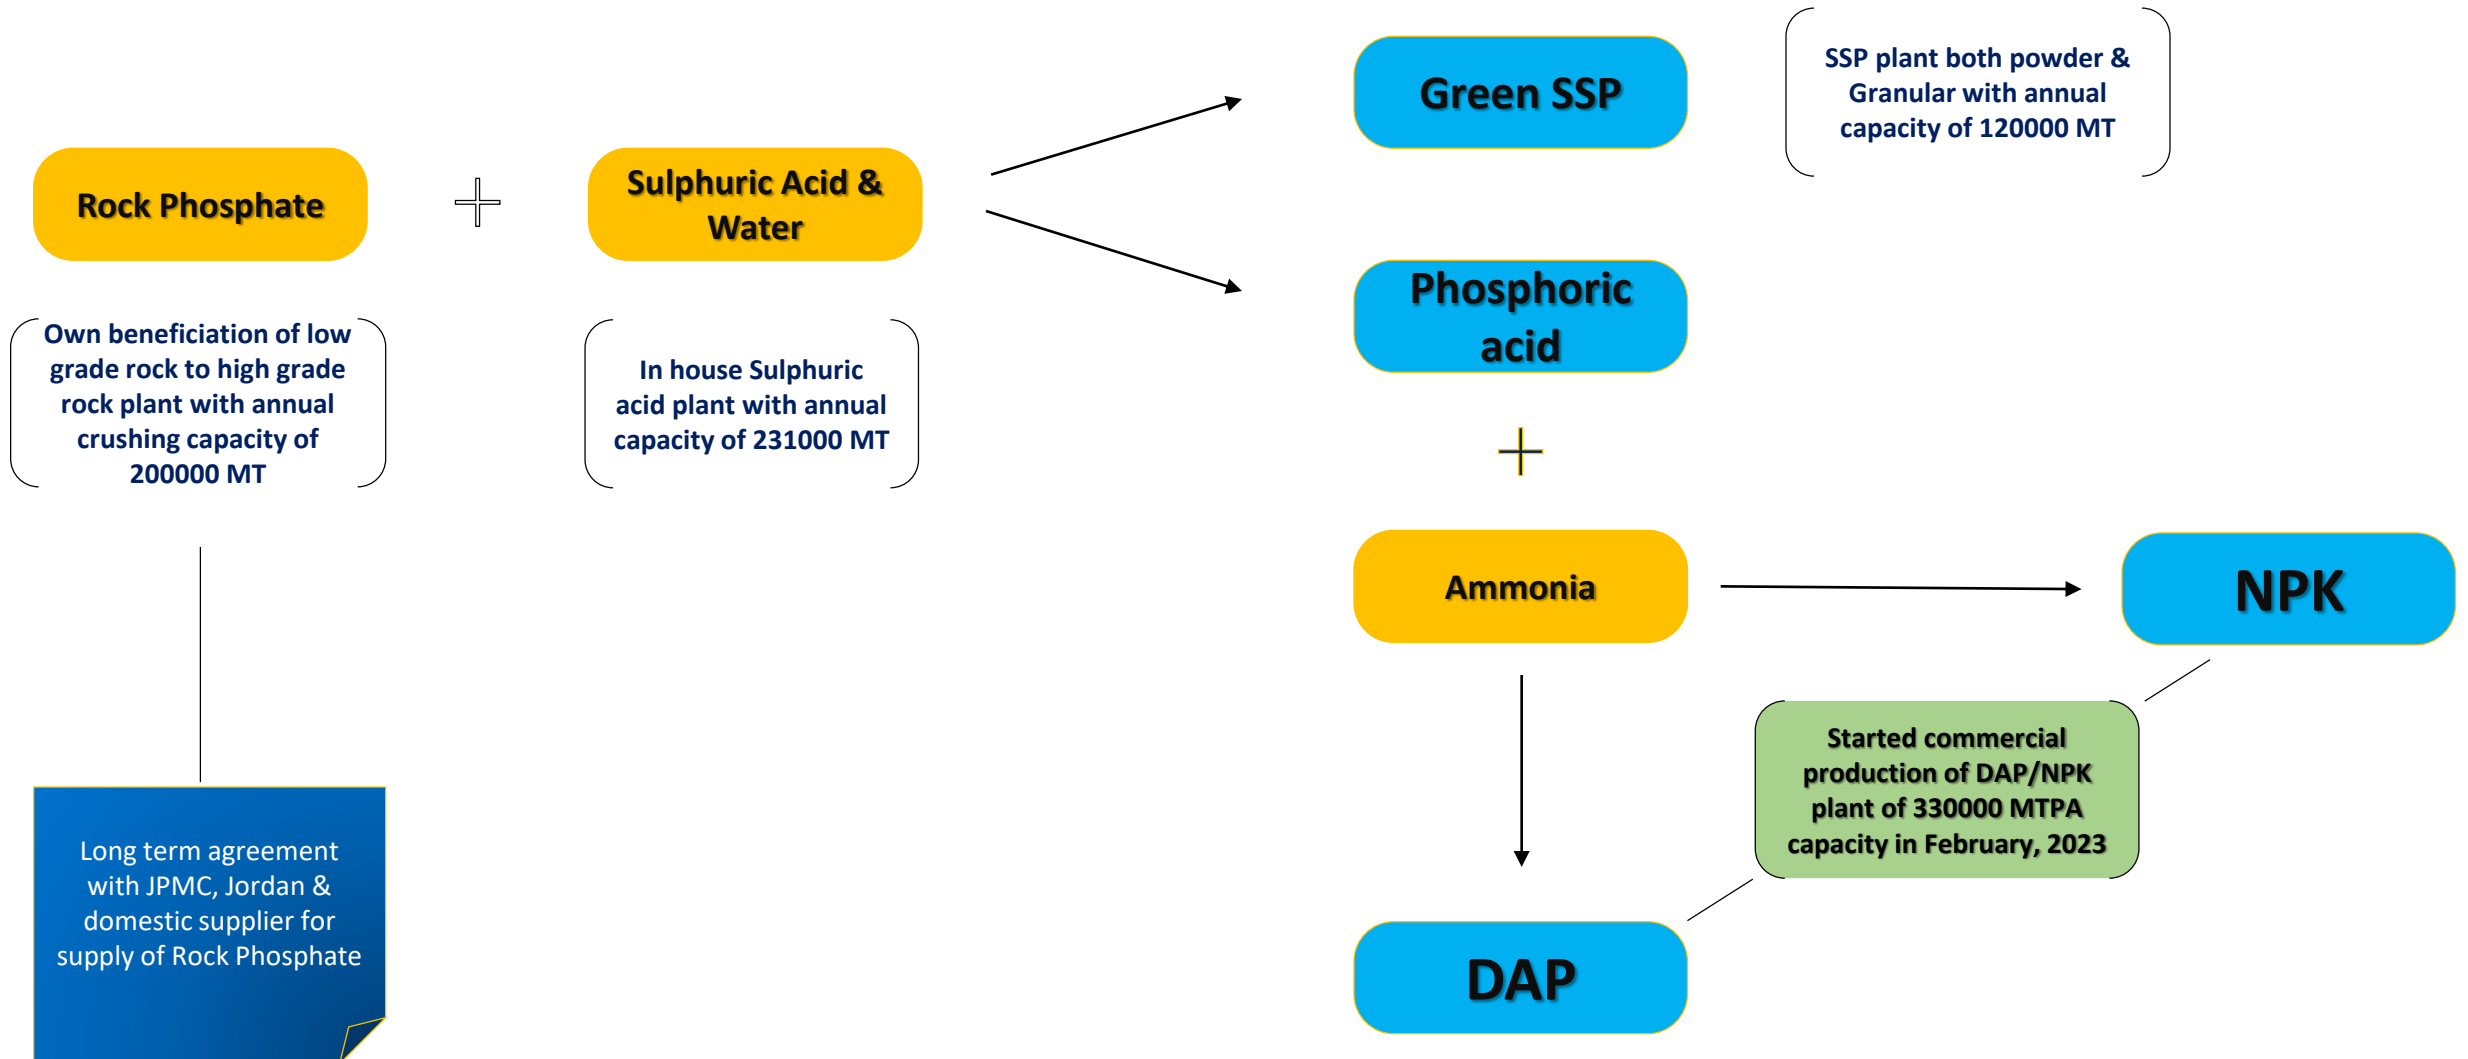 Green SSP
SSP plant both powder &
Granular with annual
capacity of 120000 MT
Rock Phosphate
Sulphuric Acid &
Water
Phosphoric
acid
Own beneficiation of low
grade rock to high grade
rock plant with annual
crushing capacity of
200000 MT
In house Sulphuric
acid plant with annual
capacity of 231000 MT
Ammonia
NPK
Started commercial
production of DAP/NPK
plant of 330000 MTPA
capacity in February, 2023
Long term agreement
with JPMC, Jordan &
domestic supplier for
supply of Rock Phosphate
DAP